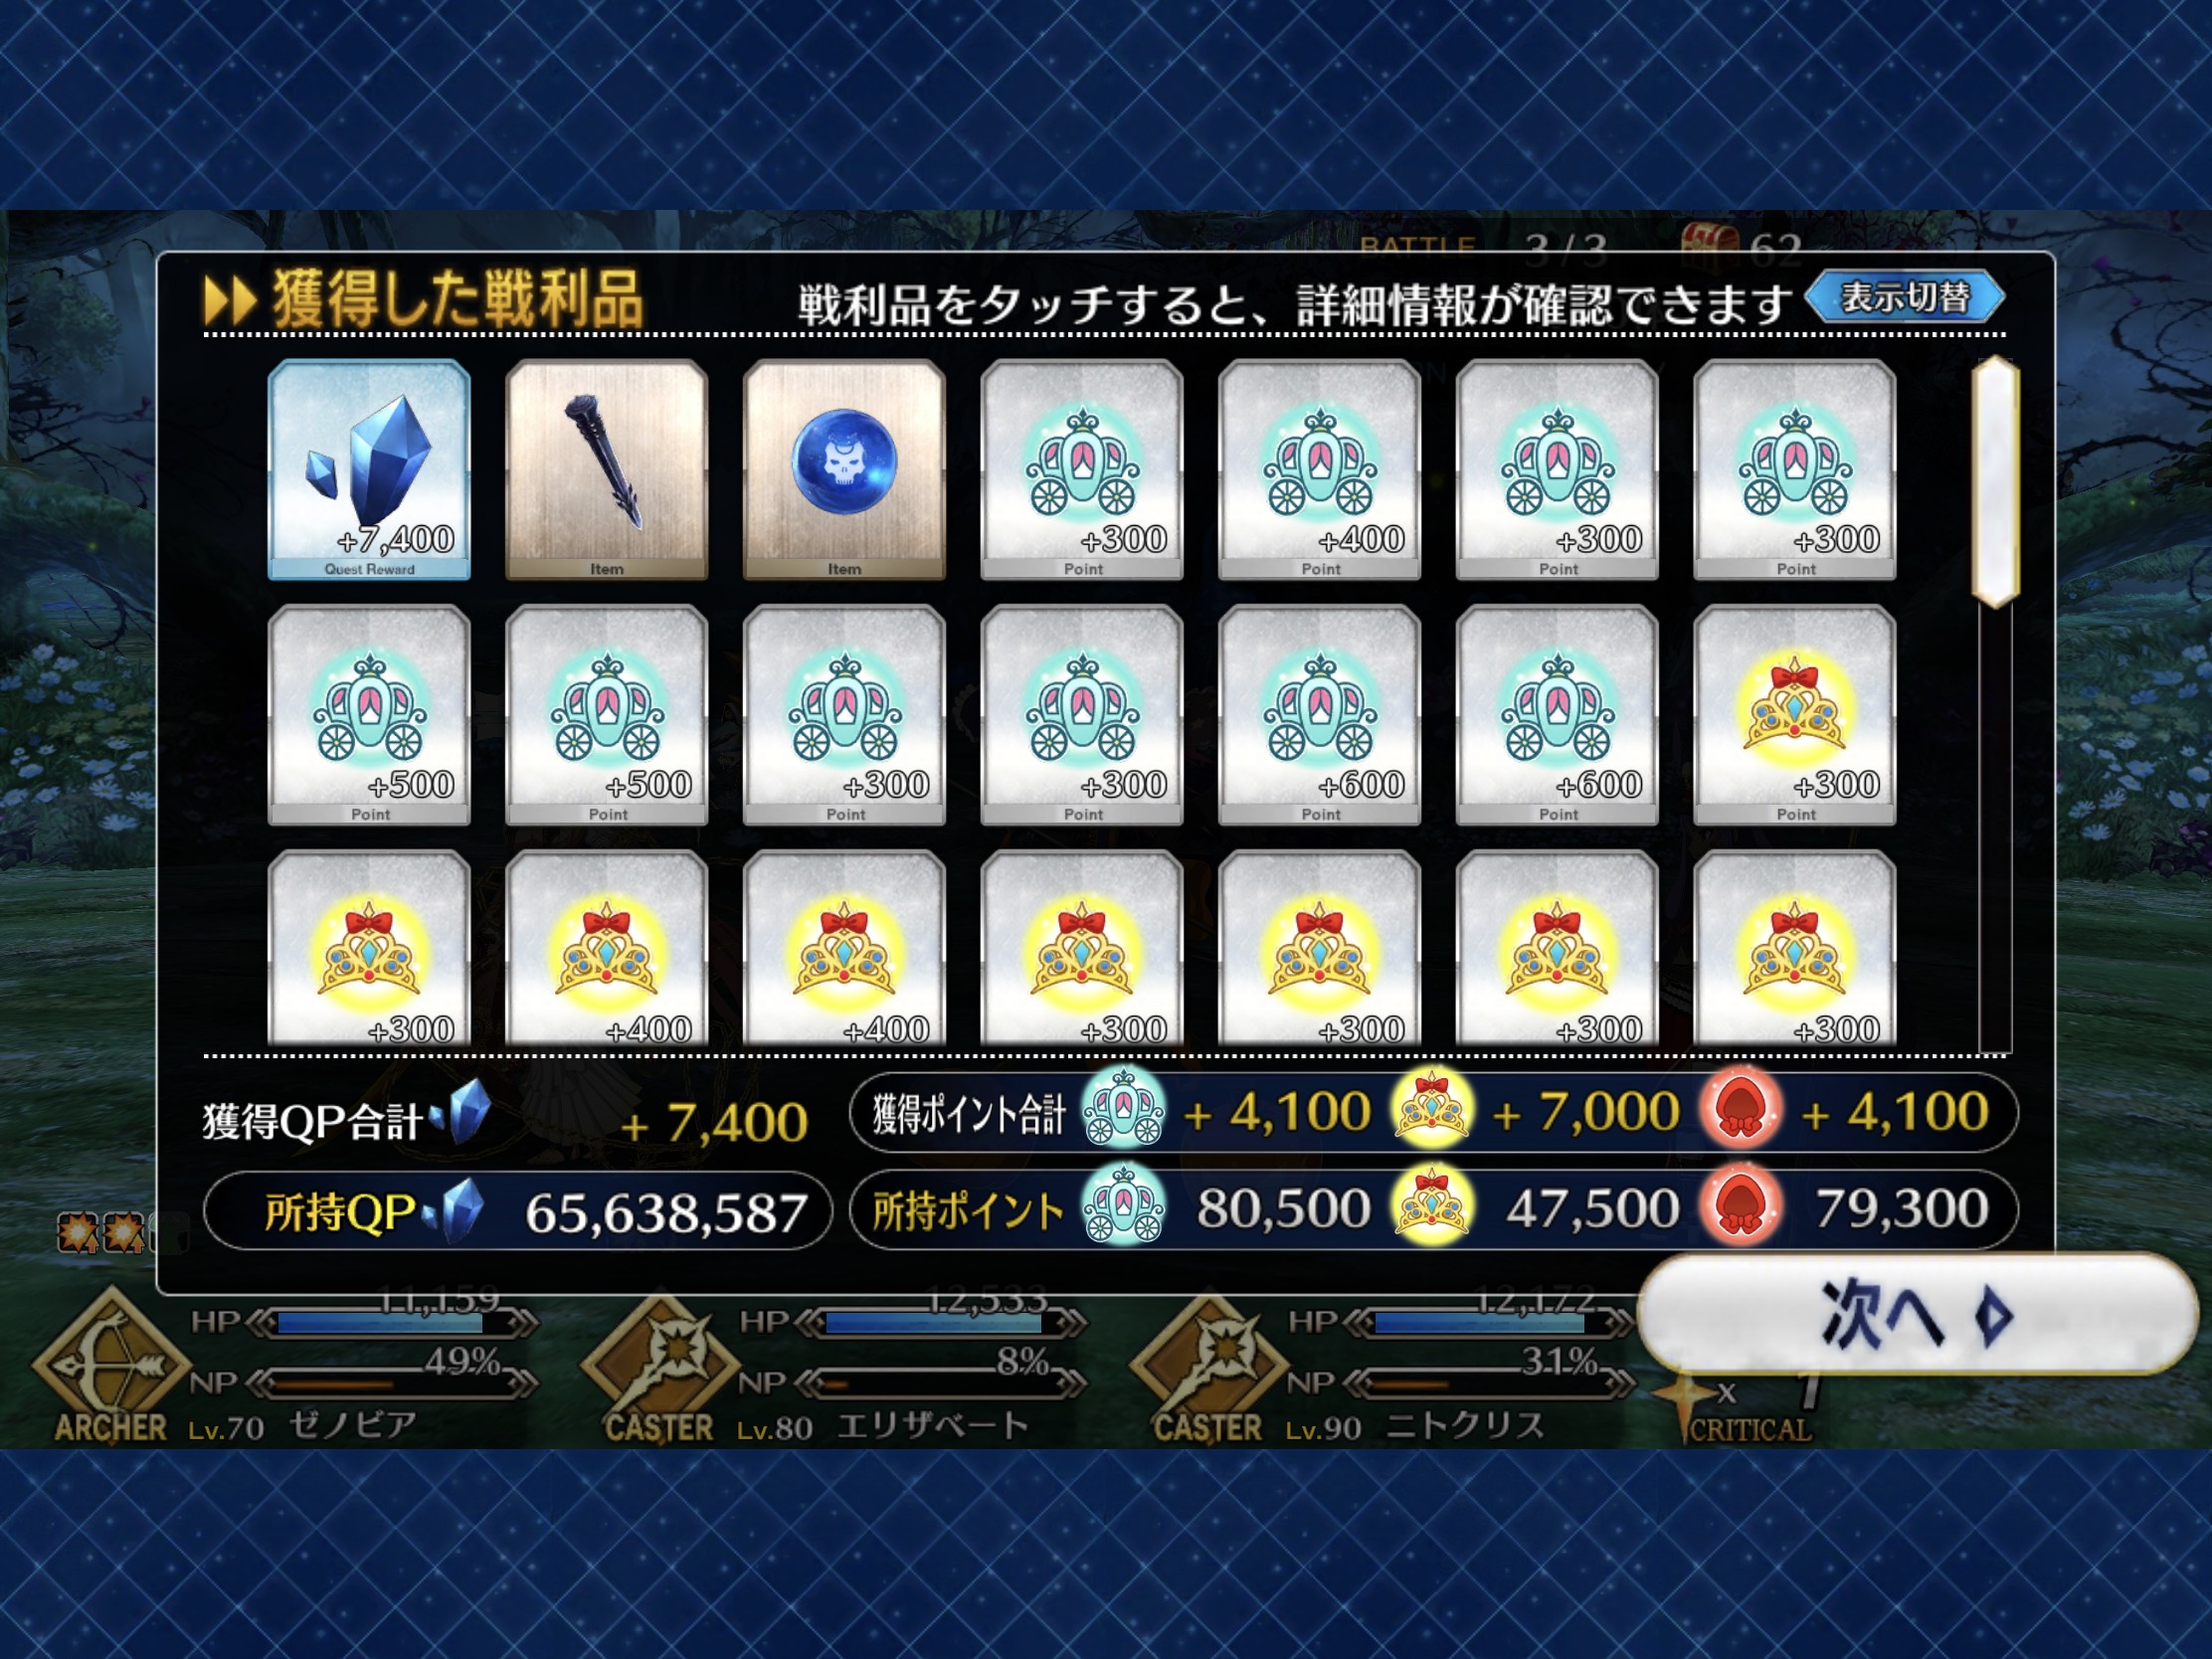 BATTLE 3/3 62
獲得した戦利品 戦利品をタッチすると、詳細情報が確認できます 表示切替
+7,400 +300 +400 +300 +300
Quest Reward Item Item Point Point Point Point
+500 +500 +300 +300 +600 +600 +300
Point Point Point Point Point Point Point
+300 +400 +400 +300 +300 +300 +300
獲得QP合計 + 7,400 獲得ポイント合計 + 4,100 + 7,000 + 4,100
所持QP 65,638,587 所持ポイント 80,500 47,500 79,300
次へ
HP 11,159 HP 12,533 HP 12,172
NP 49% NP 8% NP 31%
x 1
ARCHER Lv.70 ゼノビア CASTER Lv.80 エリザベート CASTER Lv.90 ニトクリス CRITICAL